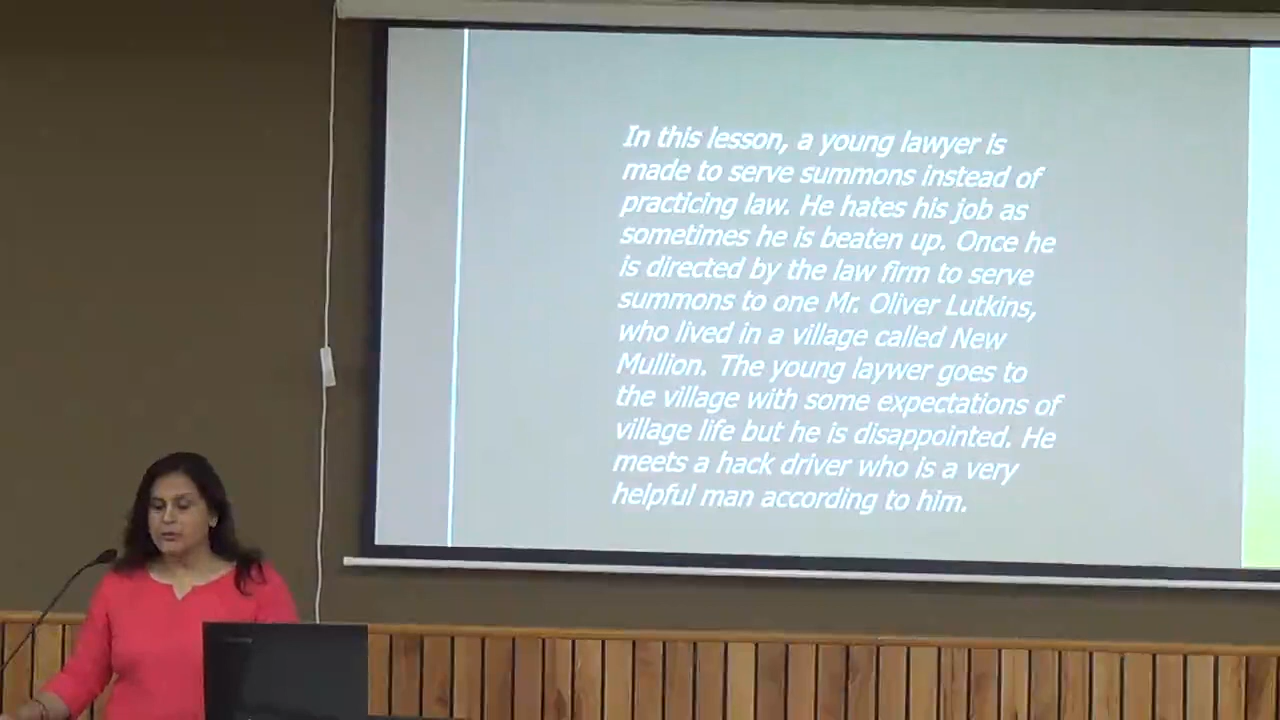 In this lesson, a young lawyer is
made to serve summons instead of
practicing law. He hates his job as
sometimes he is beaten up. Once he
is directed by the law firm to serve
summons to one Mr. Oliver Lutkins,
who lived in a village called New
Mullion. The young laywer goes to
the village with some expectations of
village life but he is disappointed. He
meets a hack driver who is a very
helpful man according to him.